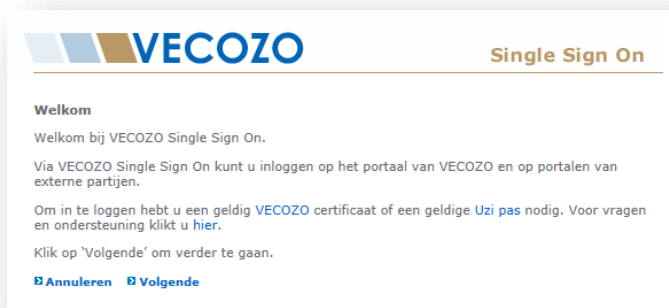 VECOZO
Single Sign On
Welkom
Welkom bij VECOZO Single Sign On.
Via VECOZO Single Sign On kunt u inloggen op het portaal van VECOZO en op portalen van
externe partijen.
Om in te loggen hebt u een geldig VECOZO certificaat of een geldige Uzi pas nodig. Voor vragen
en ondersteuning klikt u hier.
Klik op 'Volgende' om verder te gaan.
Annuleren Volgende